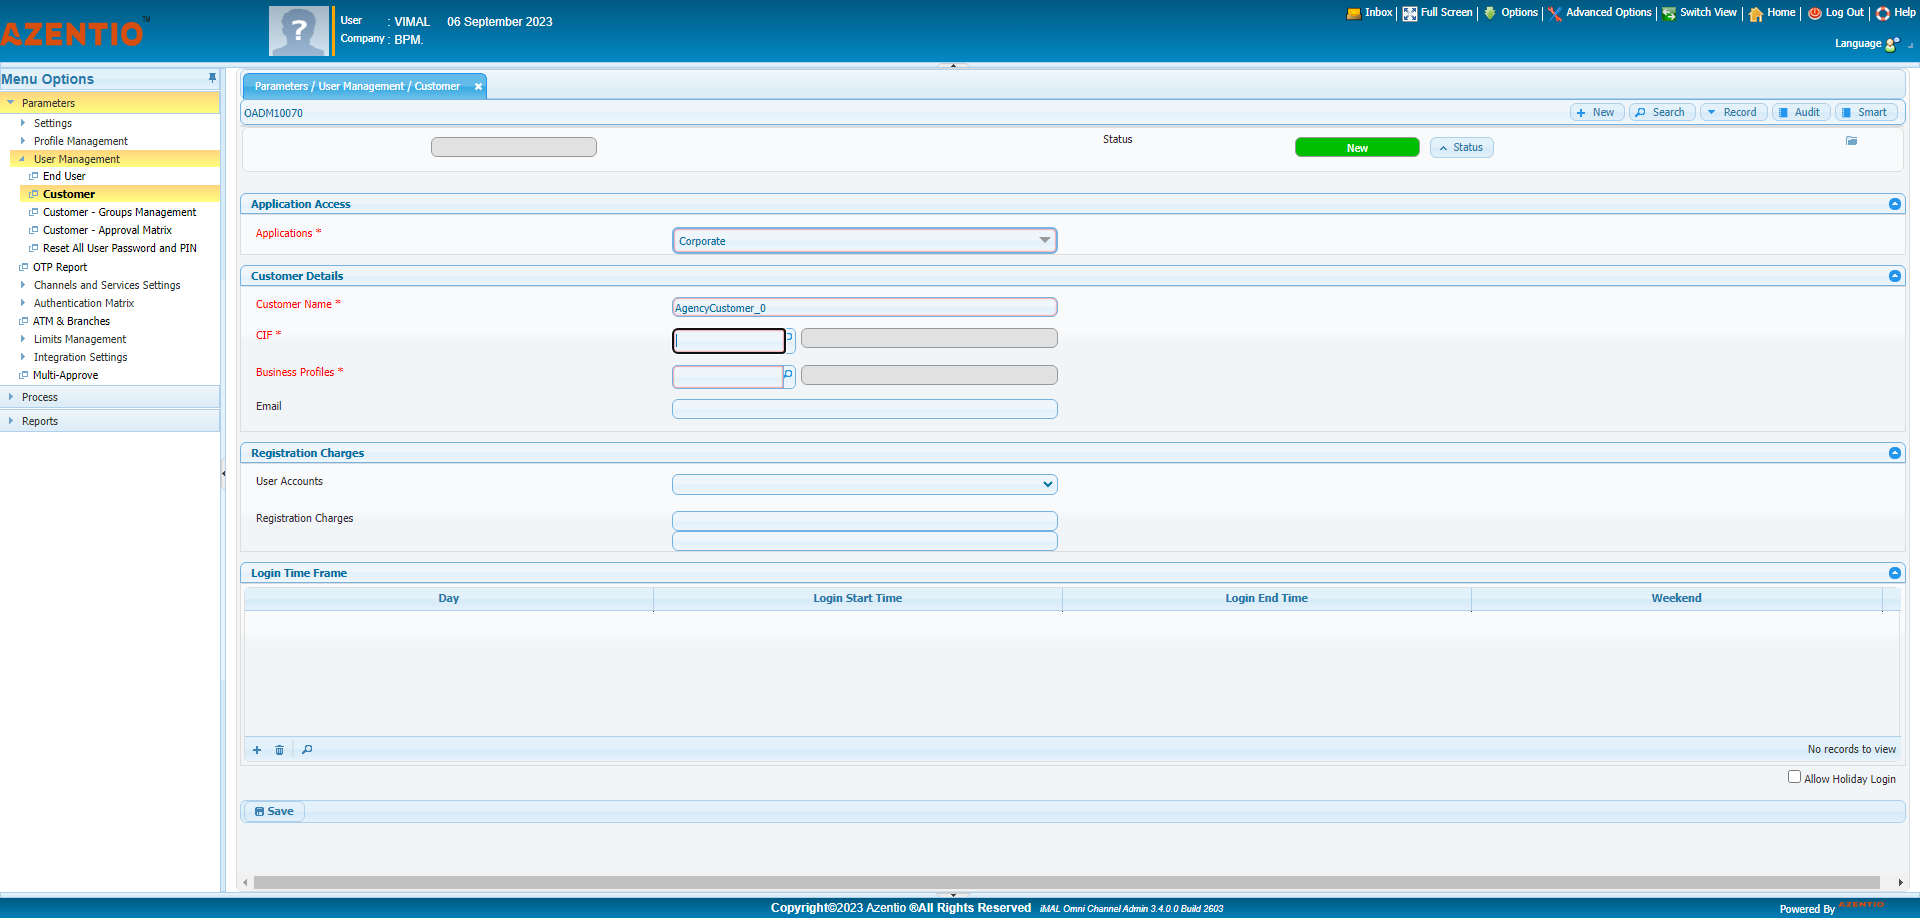 AZENTIO™
User : VIMAL 06 September 2023
Company : BPM.
Inbox Full Screen Options Advanced Options Switch View Home Log Out Help
Language
Menu Options
Parameters
Settings
Profile Management
User Management
End User
Customer
Customer - Groups Management
Customer - Approval Matrix
Reset All User Password and PIN
OTP Report
Channels and Services Settings
Authentication Matrix
ATM & Branches
Limits Management
Integration Settings
Multi-Approve
Process
Reports
Parameters / User Management / Customer
OADM10070
New Search Record Audit Smart
Status New Status
Application Access
Applications * Corporate
Customer Details
Customer Name * AgencyCustomer_0
CIF *
Business Profiles *
Email
Registration Charges
User Accounts
Registration Charges
Login Time Frame
Day Login Start Time Login End Time Weekend
No records to view
Allow Holiday Login
Save
Copyright©2023 Azentio ®All Rights Reserved iMAL Omni Channel Admin 3.4.0.0 Build 2603
Powered By AZENTIO